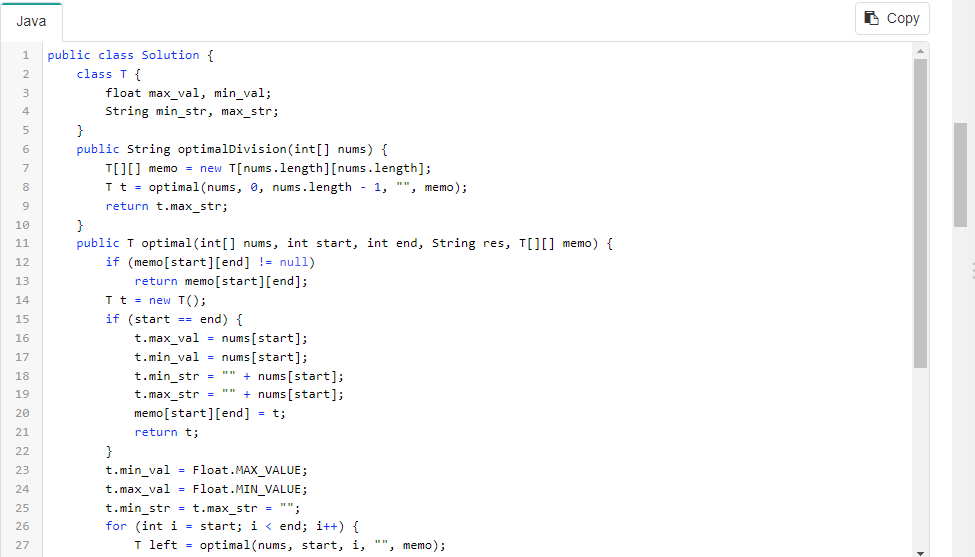 Java
Copy
1 public class Solution {
2     class T {
3         float max_val, min_val;
4         String min_str, max_str;
5     }
6     public String optimalDivision(int[] nums) {
7         T[][] memo = new T[nums.length][nums.length];
8         T t = optimal(nums, 0, nums.length - 1, "", memo);
9         return t.max_str;
10     }
11     public T optimal(int[] nums, int start, int end, String res, T[][] memo) {
12         if (memo[start][end] != null)
13             return memo[start][end];
14         T t = new T();
15         if (start == end) {
16             t.max_val = nums[start];
17             t.min_val = nums[start];
18             t.min_str = "" + nums[start];
19             t.max_str = "" + nums[start];
20             memo[start][end] = t;
21             return t;
22         }
23         t.min_val = Float.MAX_VALUE;
24         t.max_val = Float.MIN_VALUE;
25         t.min_str = t.max_str = "";
26         for (int i = start; i < end; i++) {
27             T left = optimal(nums, start, i, "", memo);